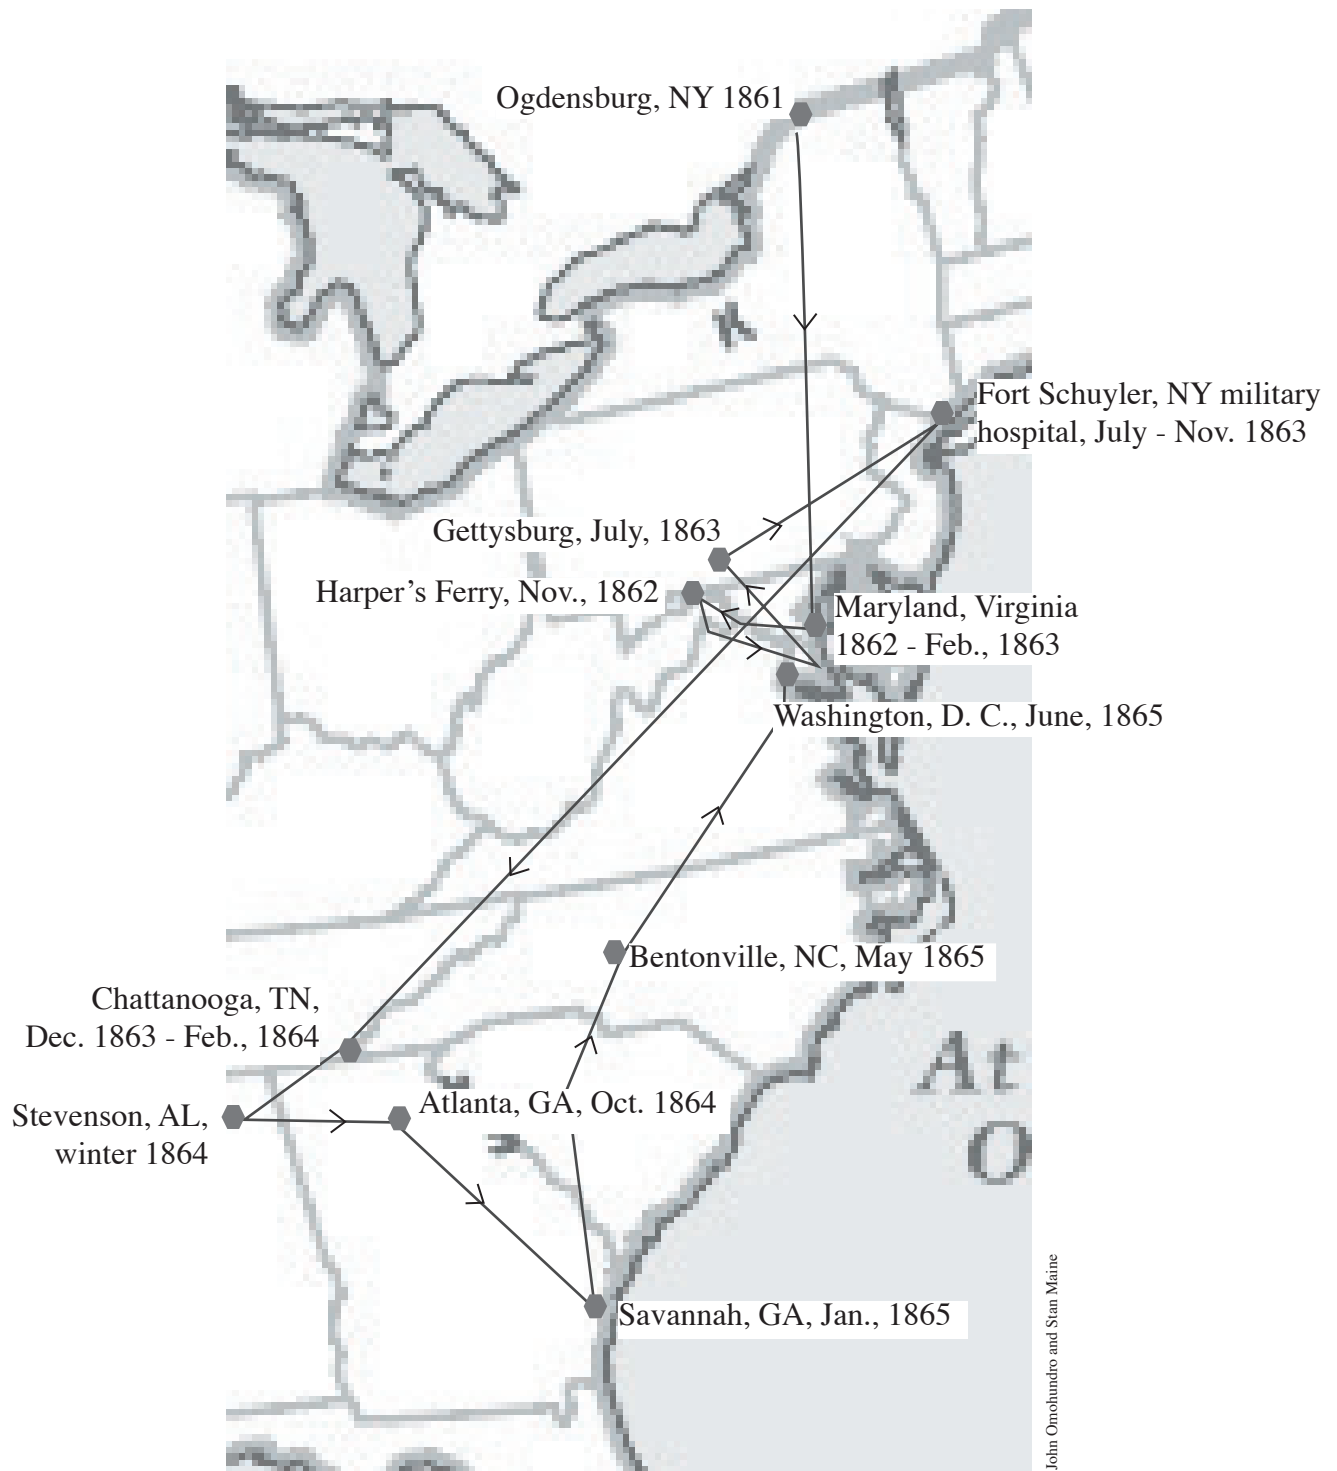 Ogdensburg, NY 1861
Fort Schuyler, NY military
hospital, July - Nov. 1863
Gettysburg, July, 1863
Harper’s Ferry, Nov., 1862
Maryland, Virginia
1862 - Feb., 1863
Washington, D. C., June, 1865
Bentonville, NC, May 1865
Chattanooga, TN,
Dec. 1863 - Feb., 1864
At
Atlanta, GA, Oct. 1864
Stevenson, AL,
winter 1864
O
Savannah, GA, Jan., 1865
John Omohundro and Stan Maine